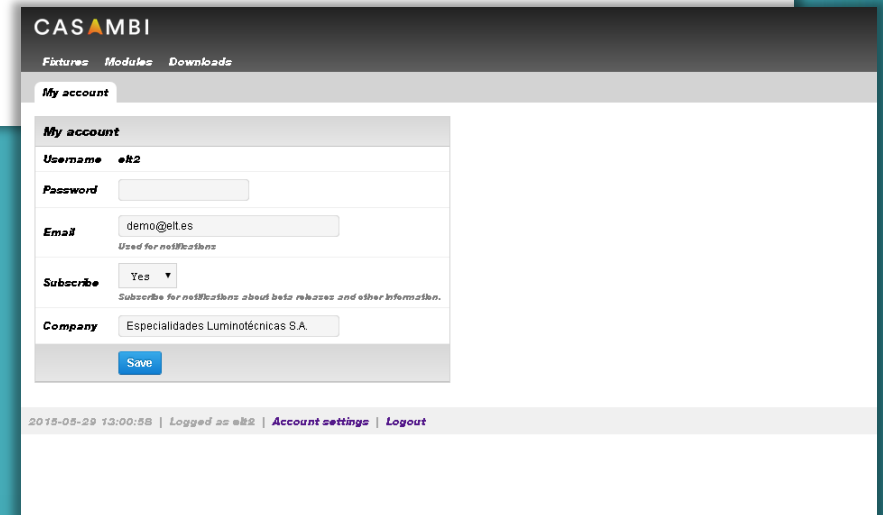 CASAMBI
Fixtures Modules Downloads
My account
My account
Username elt2
Password
Email demo@elt.es
Used for notifications
Subscribe Yes
Subscribe for notifications about beta releases and other information.
Company Especialidades Luminotécnicas S.A.
Save
2015-05-29 13:00:58 | Logged as elt2 | Account settings | Logout